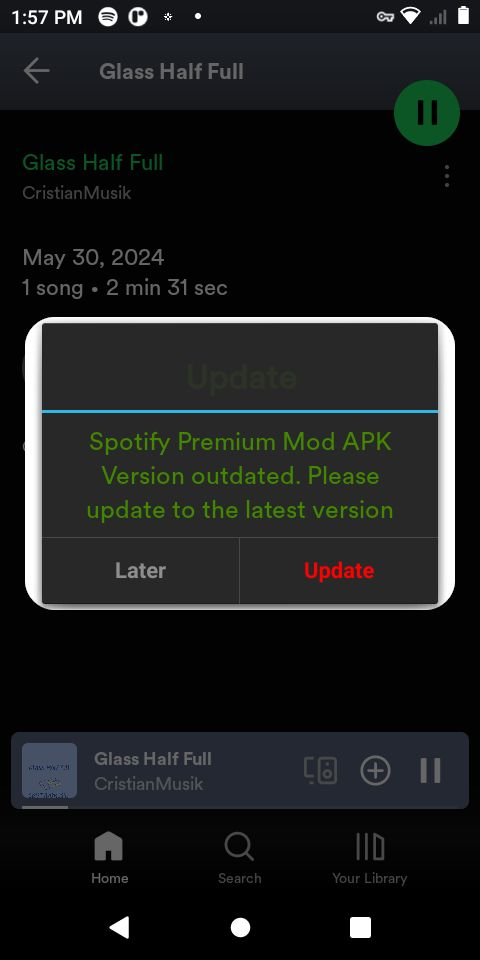 1:57 PM
Glass Half Full
Glass Half Full
CristianMusik
May 30, 2024
1 song • 2 min 31 sec
Update
Spotify Premium Mod APK
Version outdated. Please
update to the latest version
Later
Update
Glass Half Full
CristianMusik
Home
Search
Your Library